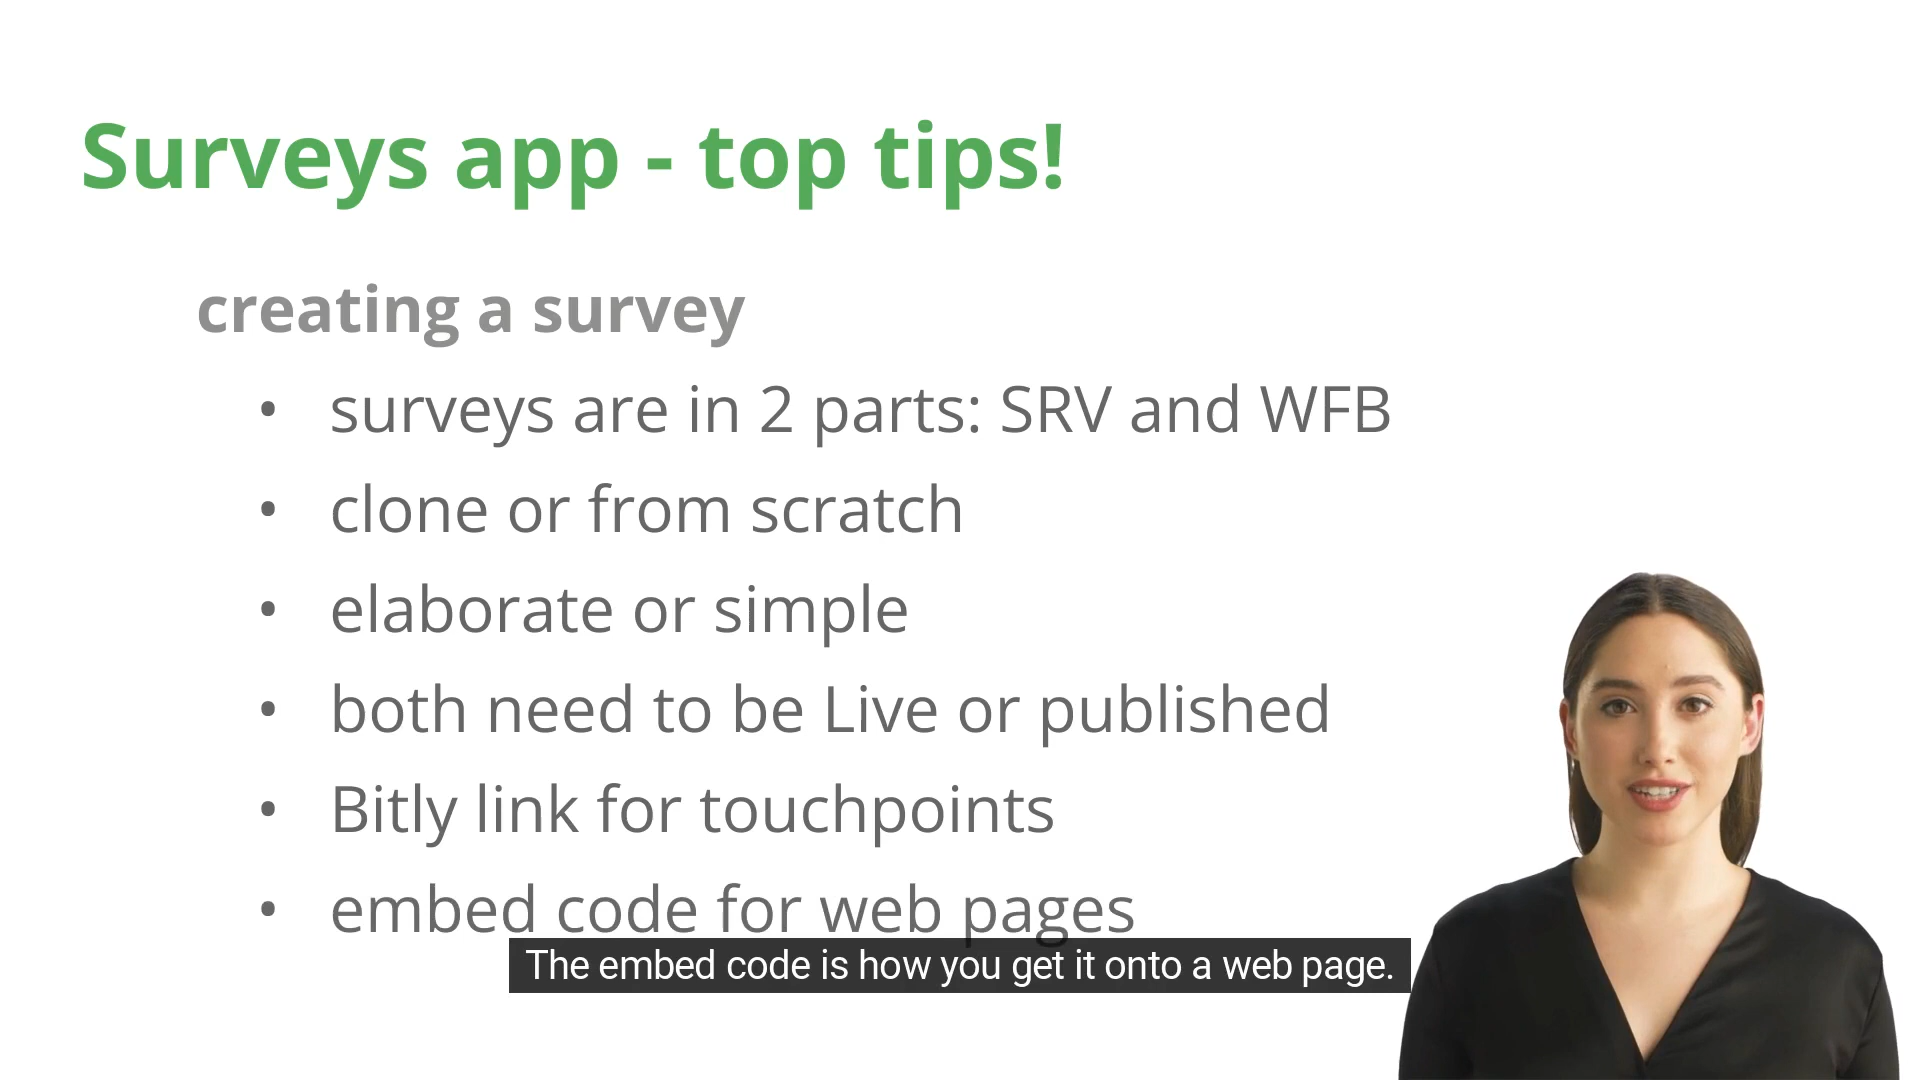 Surveys app - top tips!
creating a survey
• surveys are in 2 parts: SRV and WFB
• clone or from scratch
• elaborate or simple
• both need to be Live or published
• Bitly link for touchpoints
• embed code for web pages
The embed code is how you get it onto a web page.